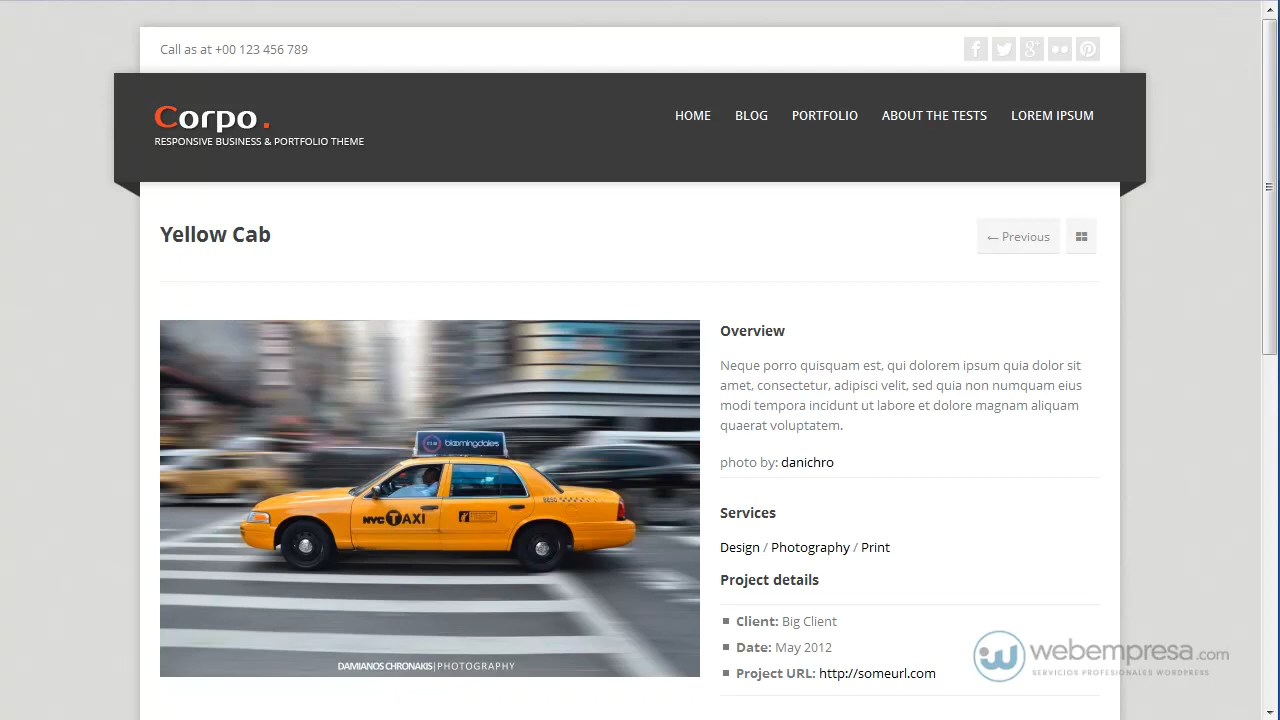 Call as at +00 123 456 789
Corpo.
RESPONSIVE BUSINESS & PORTFOLIO THEME
HOME BLOG PORTFOLIO ABOUT THE TESTS LOREM IPSUM
Yellow Cab
← Previous
bloomingdales
NYC TAXI
DAMIANOS CHRONAKIS|PHOTOGRAPHY
Overview
Neque porro quisquam est, qui dolorem ipsum quia dolor sit
amet, consectetur, adipisci velit, sed quia non numquam eius
modi tempora incidunt ut labore et dolore magnam aliquam
quaerat voluptatem.
photo by: danichro
Services
Design / Photography / Print
Project details
Client: Big Client
Date: May 2012
Project URL: http://someurl.com
webempresa.com
SERVICIOS PROFESIONALES WORDPRESS